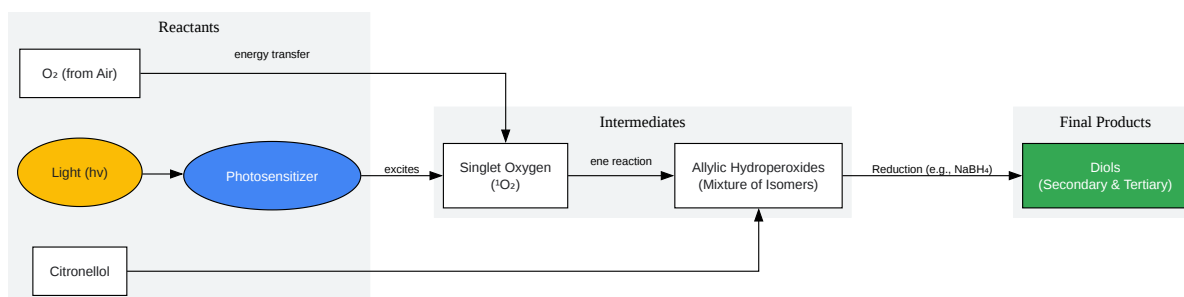 Reactants
O₂ (from Air)
energy transfer
Light (hv)
Photosensitizer
excites
Citronellol
Intermediates
Singlet Oxygen
(¹O₂)
ene reaction
Allylic Hydroperoxides
(Mixture of Isomers)
Reduction (e.g., NaBH₄)
Final Products
Diols
(Secondary & Tertiary)